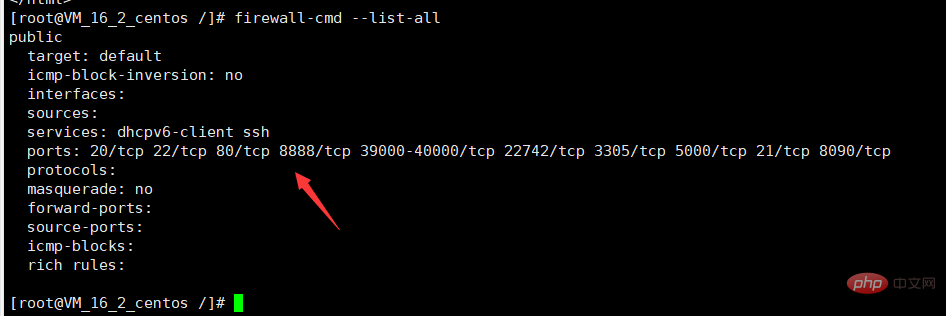 </html>
[root@VM_16_2_centos /]# firewall-cmd --list-all
public
  target: default
  icmp-block-inversion: no
  interfaces:
  sources:
  services: dhcpv6-client ssh
  ports: 20/tcp 22/tcp 80/tcp 8888/tcp 39000-40000/tcp 22742/tcp 3305/tcp 5000/tcp 21/tcp 8090/tcp
  protocols:
  masquerade: no
  forward-ports:
  source-ports:
  icmp-blocks:
  rich rules:
[root@VM_16_2_centos /]#
php 中文网